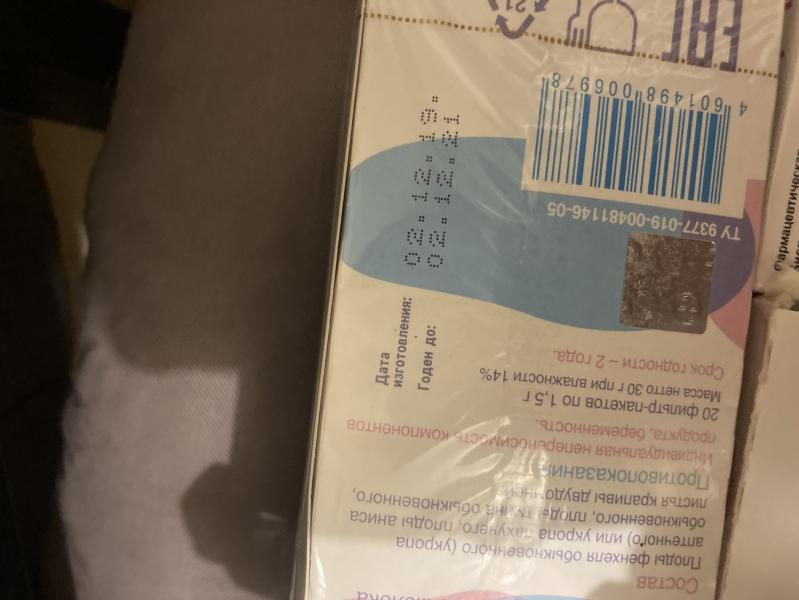 Состав
Плоды фенхеля обыкновенного (укропа
аптечного) или укропа пахучего, плоды аниса
обыкновенного, плоды тмина обыкновенного,
листья крапивы двудомной
Противопоказания
Индивидуальная непереносимость компонентов
продукта, беременность.
20 фильтр-пакетов по 1,5 г
Масса нетто 30 г при влажности 14%
Срок годности – 2 года.
Дата
изготовления: 02.12.19.
Годен до: 02.12.21
ТУ 9377-019-00481146-05
4 601498 006978
EAC
21